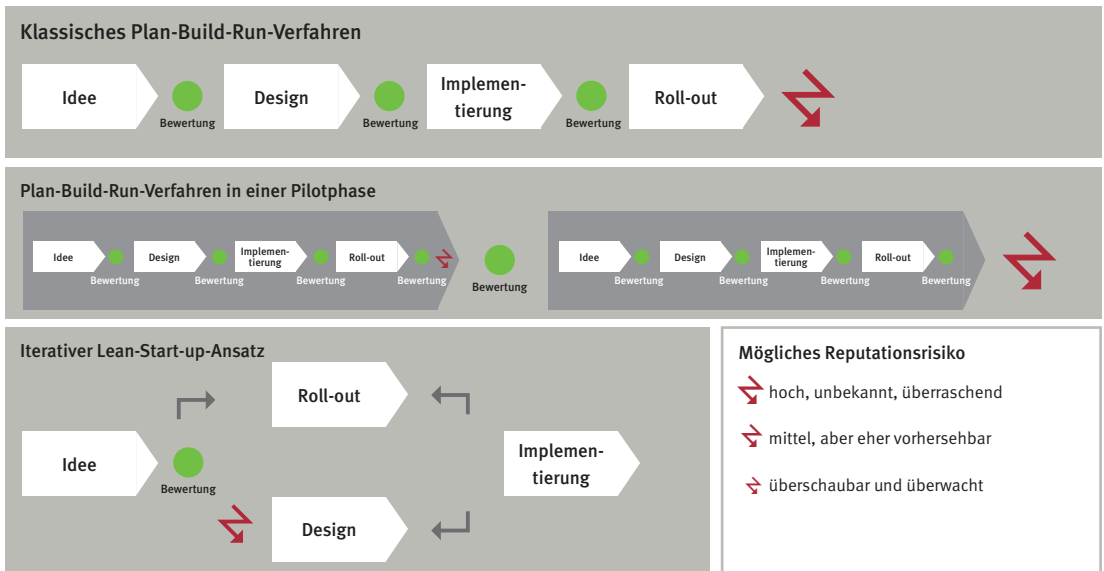 Klassisches Plan-Build-Run-Verfahren
Idee
Bewertung
Design
Bewertung
Implemen-
tierung
Bewertung
Roll-out
Plan-Build-Run-Verfahren in einer Pilotphase
Idee
Bewertung
Design
Bewertung
Implemen-
tierung
Bewertung
Roll-out
Bewertung
Bewertung
Idee
Bewertung
Design
Bewertung
Implemen-
tierung
Bewertung
Roll-out
Bewertung
Iterativer Lean-Start-up-Ansatz
Idee
Bewertung
Roll-out
Design
Implemen-
tierung
Mögliches Reputationsrisiko
hoch, unbekannt, überraschend
mittel, aber eher vorhersehbar
überschaubar und überwacht